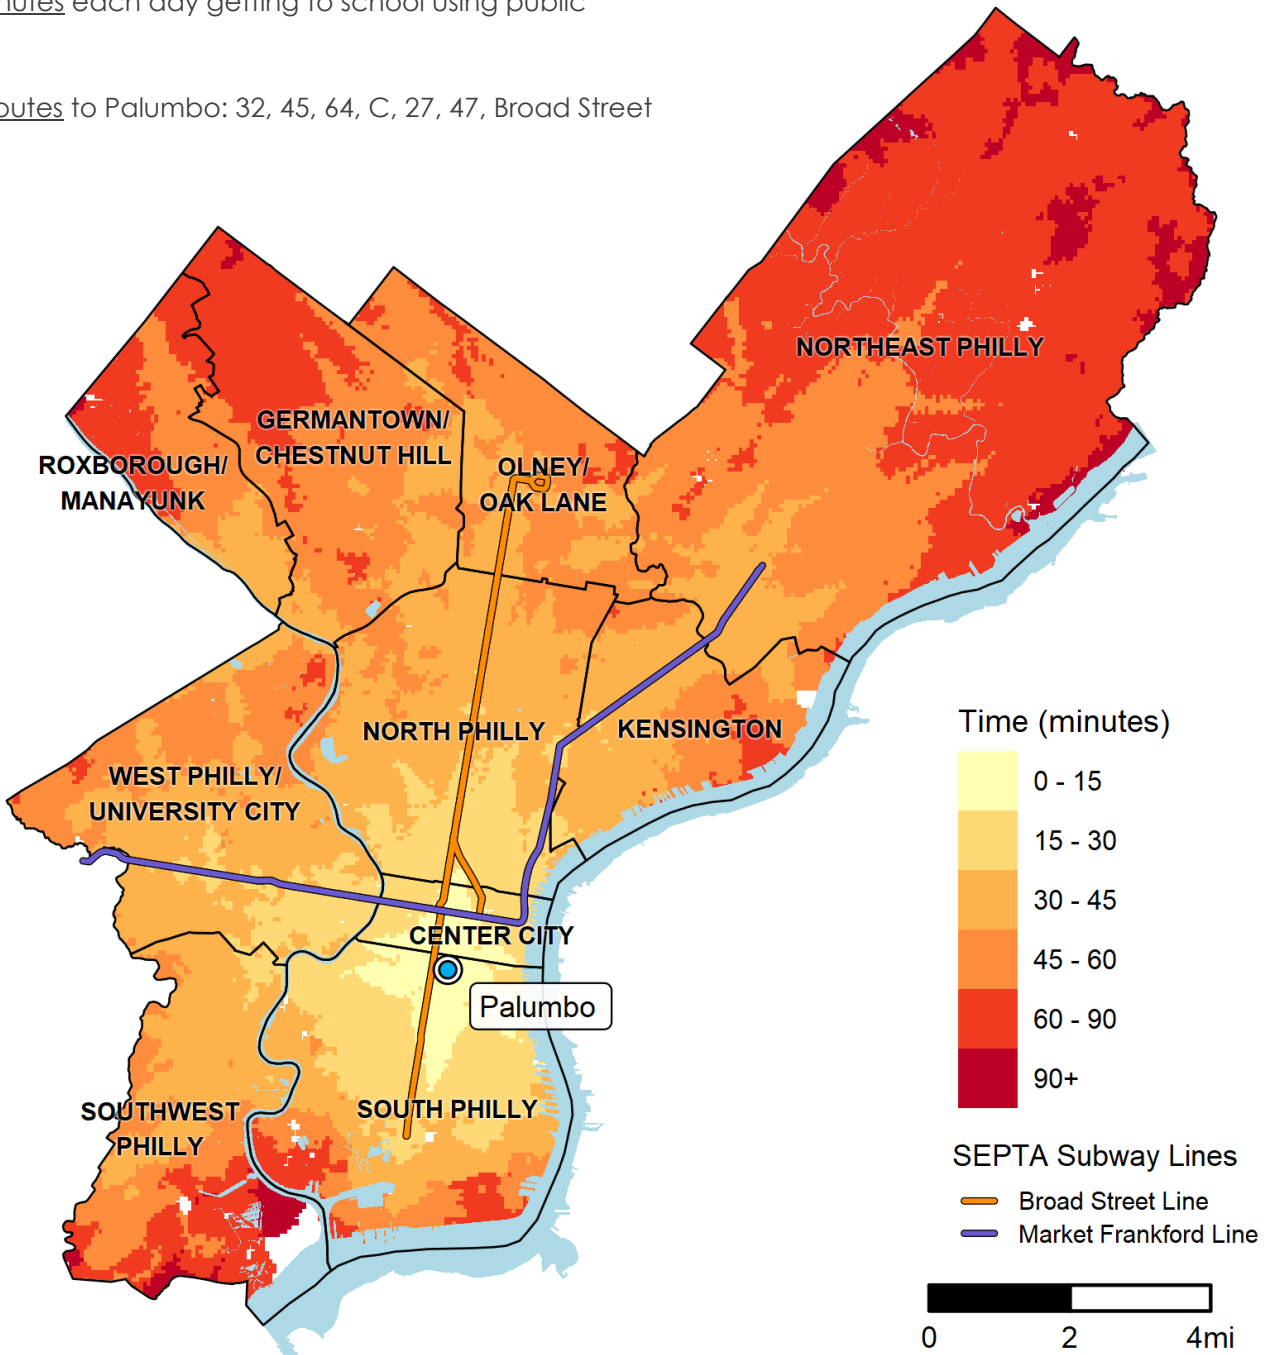 nutes each day getting to school using public
outes to Palumbo: 32, 45, 64, C, 27, 47, Broad Street
NORTHEAST PHILLY
GERMANTOWN/
CHESTNUT HILL
ROXBOROUGH/
MANAYUNK
OLNEY/
OAK LANE
NORTH PHILLY
KENSINGTON
WEST PHILLY/
UNIVERSITY CITY
CENTER CITY
Palumbo
SOUTHWEST
PHILLY
SOUTH PHILLY
Time (minutes)
0 - 15
15 - 30
30 - 45
45 - 60
60 - 90
90+
SEPTA Subway Lines
Broad Street Line
Market Frankford Line
0 2 4mi